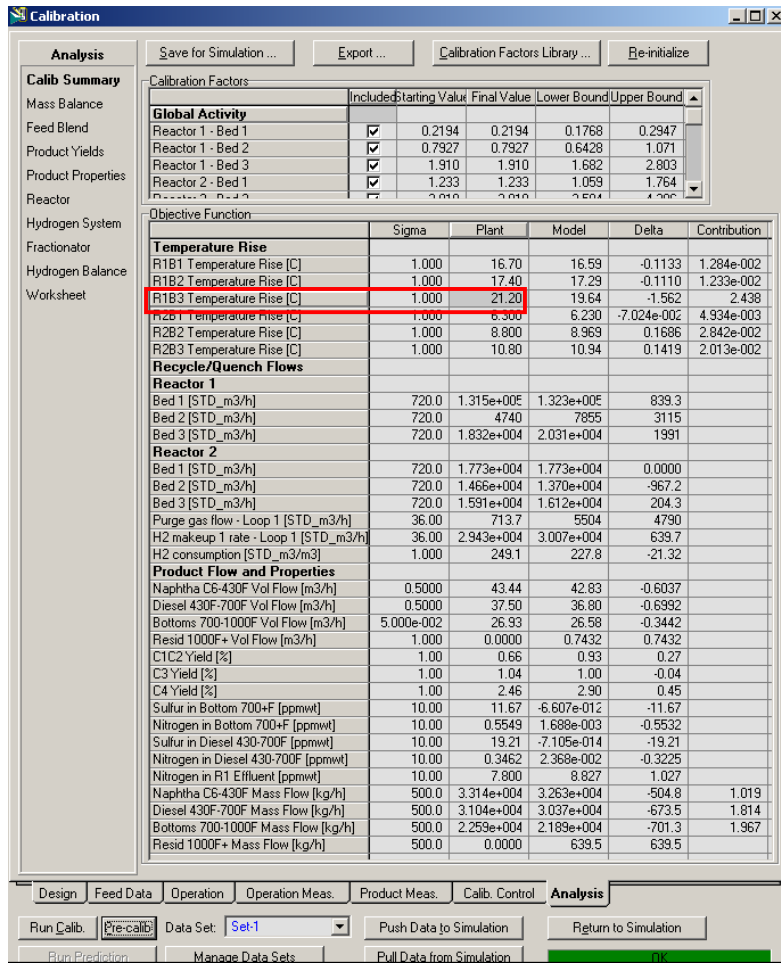 Calibration
Analysis
Save for Simulation ... Export ... Calibration Factors Library ... Re-initialize
Calib Summary
Mass Balance
Feed Blend
Product Yields
Product Properties
Reactor
Hydrogen System
Fractionator
Hydrogen Balance
Worksheet
Calibration Factors
Included Starting Value Final Value Lower Bound Upper Bound
Global Activity
Reactor 1 - Bed 1 0.2194 0.2194 0.1768 0.2947
Reactor 1 - Bed 2 0.7927 0.7927 0.6428 1.071
Reactor 1 - Bed 3 1.910 1.910 1.682 2.803
Reactor 2 - Bed 1 1.233 1.233 1.059 1.764
Objective Function
Sigma Plant Model Delta Contribution
Temperature Rise
R1B1 Temperature Rise [C] 1.000 16.70 16.59 -0.1133 1.284e-002
R1B2 Temperature Rise [C] 1.000 17.40 17.29 -0.1110 1.233e-002
R1B3 Temperature Rise [C] 1.000 21.20 19.64 -1.562 2.438
R2B1 Temperature Rise [C] 1.000 6.300 6.230 -7.024e-002 4.934e-003
R2B2 Temperature Rise [C] 1.000 8.800 8.969 0.1686 2.842e-002
R2B3 Temperature Rise [C] 1.000 10.80 10.94 0.1419 2.013e-002
Recycle/Quench Flows
Reactor 1
Bed 1 [STD_m3/h] 720.0 1.315e+005 1.323e+005 839.3
Bed 2 [STD_m3/h] 720.0 4740 7855 3115
Bed 3 [STD_m3/h] 720.0 1.832e+004 2.031e+004 1991
Reactor 2
Bed 1 [STD_m3/h] 720.0 1.773e+004 1.773e+004 0.0000
Bed 2 [STD_m3/h] 720.0 1.466e+004 1.370e+004 -967.2
Bed 3 [STD_m3/h] 720.0 1.591e+004 1.612e+004 204.3
Purge gas flow - Loop 1 [STD_m3/h] 36.00 713.7 5504 4790
H2 makeup 1 rate - Loop 1 [STD_m3/h] 36.00 2.943e+004 3.007e+004 639.7
H2 consumption [STD_m3/m3] 1.000 249.1 227.8 -21.32
Product Flow and Properties
Naphtha C6-430F Vol Flow [m3/h] 0.5000 43.44 42.83 -0.6037
Diesel 430F-700F Vol Flow [m3/h] 0.5000 37.50 36.80 -0.6992
Bottoms 700-1000F Vol Flow [m3/h] 5.000e-002 26.93 26.58 -0.3442
Resid 1000F+ Vol Flow [m3/h] 1.000 0.0000 0.7432 0.7432
C1C2 Yield [%] 1.00 0.66 0.93 0.27
C3 Yield [%] 1.00 1.04 1.00 -0.04
C4 Yield [%] 1.00 2.46 2.90 0.45
Sulfur in Bottom 700+F [ppmwt] 10.00 11.67 -6.607e-012 -11.67
Nitrogen in Bottom 700+F [ppmwt] 10.00 0.5549 1.688e-003 -0.5532
Sulfur in Diesel 430-700F [ppmwt] 10.00 19.21 -7.105e-014 -19.21
Nitrogen in Diesel 430-700F [ppmwt] 10.00 0.3462 2.368e-002 -0.3225
Nitrogen in R1 Effluent [ppmwt] 10.00 7.800 8.827 1.027
Naphtha C6-430F Mass Flow [kg/h] 500.0 3.314e+004 3.263e+004 -504.8 1.019
Diesel 430F-700F Mass Flow [kg/h] 500.0 3.104e+004 3.037e+004 -673.5 1.814
Bottoms 700-1000F Mass Flow [kg/h] 500.0 2.259e+004 2.189e+004 -701.3 1.967
Resid 1000F+ Mass Flow [kg/h] 500.0 0.0000 639.5 639.5
Design Feed Data Operation Operation Meas. Product Meas. Calib. Control Analysis
Run Calib. Pre-calib Data Set: Set-1 Push Data to Simulation Return to Simulation
Run Prediction Manage Data Sets Pull Data from Simulation OK